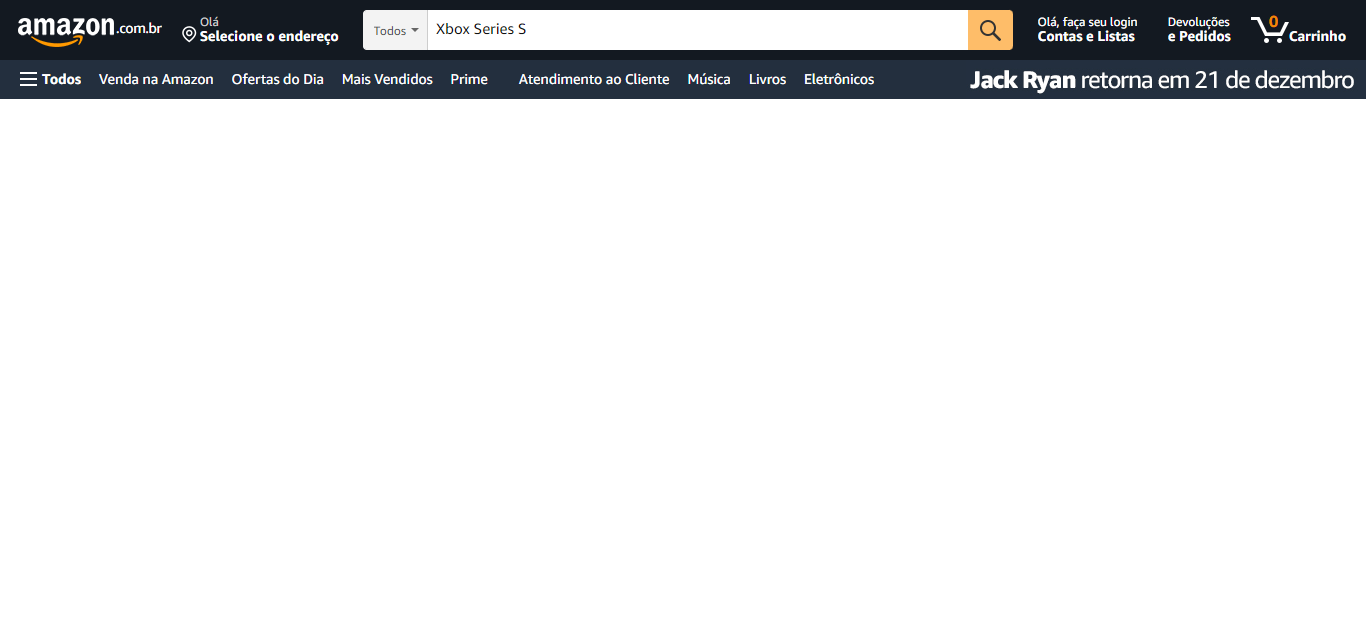 amazon.com.br
Olá
Selecione o endereço
Todos
Xbox Series S
Olá, faça seu login
Contas e Listas
Devoluções
e Pedidos
0
Carrinho
Todos Venda na Amazon Ofertas do Dia Mais Vendidos Prime Atendimento ao Cliente Música Livros Eletrônicos
Jack Ryan retorna em 21 de dezembro